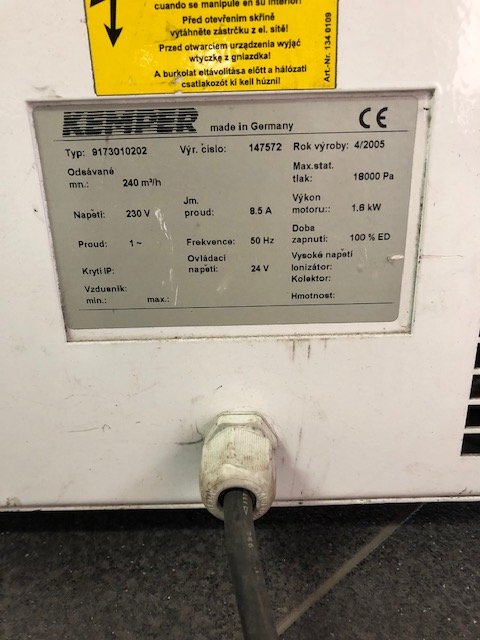 cuando se manipule en su interior!
Před otevřením skříně
vytáhněte zástrčku z el. sítě!
Przed otwarciem urządzenia wyjąć
wtyczkę z gniazdka!
A burkolat eltávolitása előtt a hálózati
csatlakozót ki kell húzni!
Art.-Nr. 134 0109
KEMPER made in Germany CE
Typ: 9173010202 Výr. číslo: 147572 Rok výroby: 4/2005
Odsávané
mn.: 240 m³/h
Max.stat.
tlak: 18000 Pa
Napětí: 230 V
Jm.
proud: 8.5 A
Výkon
motoru:: 1.6 kW
Proud: 1~ Frekvence: 50 Hz
Doba
zapnutí: 100 % ED
Krytí IP:
Ovládací
napětí: 24 V
Vysoké napětí
Ionizátor:
Kolektor:
Vzdusník:
min.: max.:
Hmotnost: